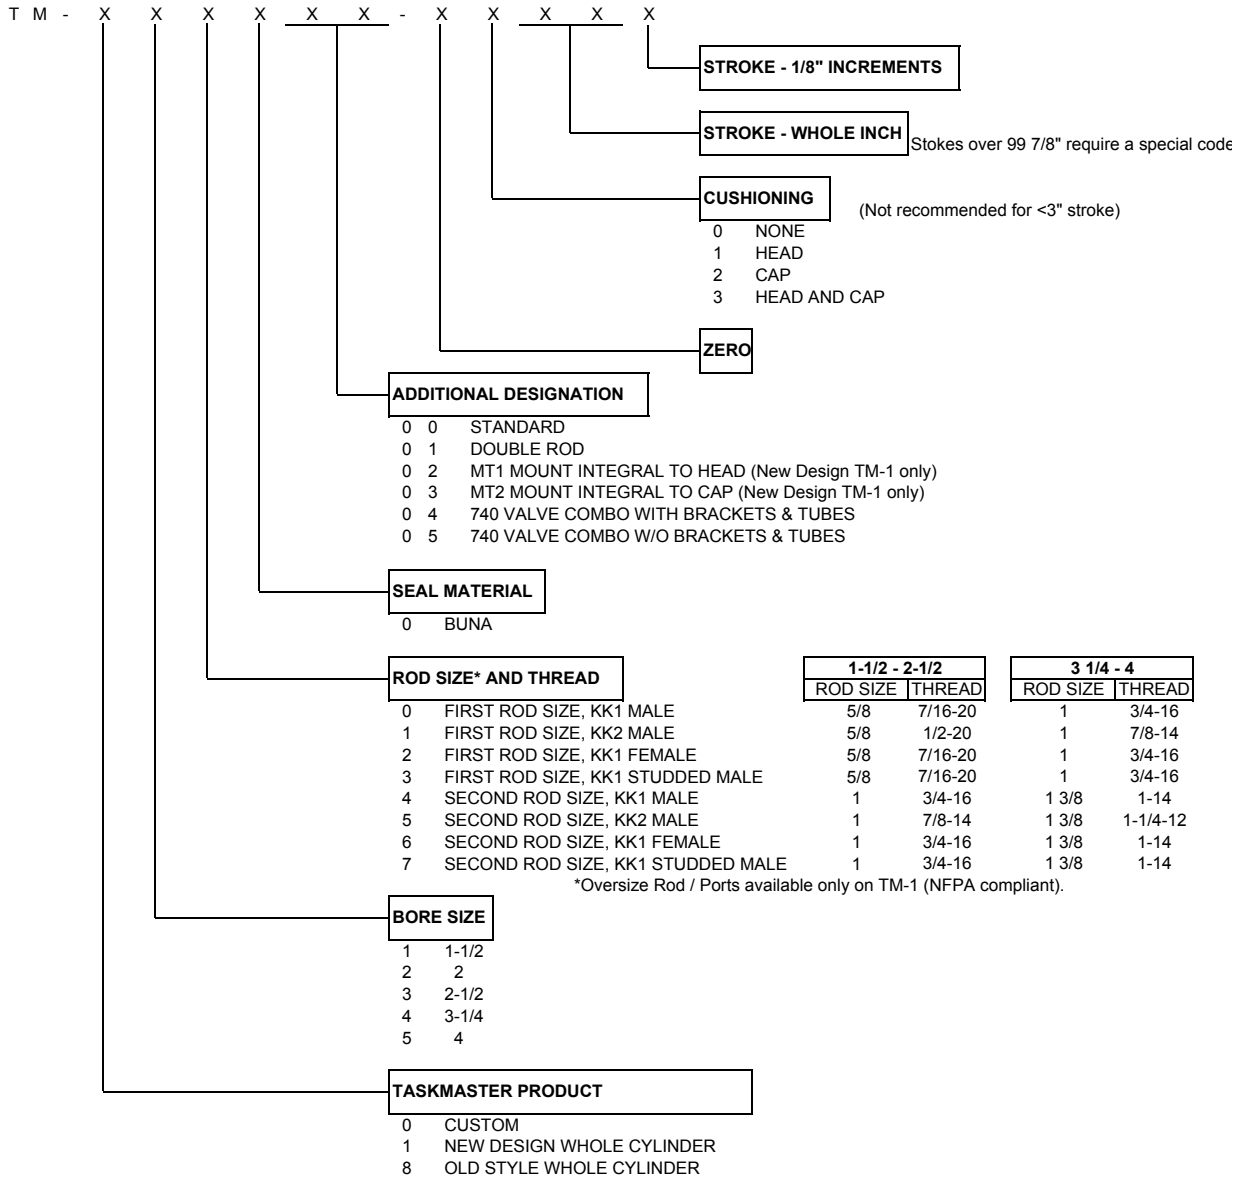 T M - X X X X X X - X X X X X
STROKE - 1/8" INCREMENTS
STROKE - WHOLE INCH Stokes over 99 7/8" require a special code
CUSHIONING (Not recommended for <3" stroke)
0 NONE
1 HEAD
2 CAP
3 HEAD AND CAP
ZERO
ADDITIONAL DESIGNATION
0 0 STANDARD
0 1 DOUBLE ROD
0 2 MT1 MOUNT INTEGRAL TO HEAD (New Design TM-1 only)
0 3 MT2 MOUNT INTEGRAL TO CAP (New Design TM-1 only)
0 4 740 VALVE COMBO WITH BRACKETS & TUBES
0 5 740 VALVE COMBO W/O BRACKETS & TUBES
SEAL MATERIAL
0 BUNA
1-1/2 - 2-1/2 3 1/4 - 4
ROD SIZE* AND THREAD ROD SIZE THREAD ROD SIZE THREAD
0 FIRST ROD SIZE, KK1 MALE 5/8 7/16-20 1 3/4-16
1 FIRST ROD SIZE, KK2 MALE 5/8 1/2-20 1 7/8-14
2 FIRST ROD SIZE, KK1 FEMALE 5/8 7/16-20 1 3/4-16
3 FIRST ROD SIZE, KK1 STUDDED MALE 5/8 7/16-20 1 3/4-16
4 SECOND ROD SIZE, KK1 MALE 1 3/4-16 1 3/8 1-14
5 SECOND ROD SIZE, KK2 MALE 1 7/8-14 1 3/8 1-1/4-12
6 SECOND ROD SIZE, KK1 FEMALE 1 3/4-16 1 3/8 1-14
7 SECOND ROD SIZE, KK1 STUDDED MALE 1 3/4-16 1 3/8 1-14
*Oversize Rod / Ports available only on TM-1 (NFPA compliant).
BORE SIZE
1 1-1/2
2 2
3 2-1/2
4 3-1/4
5 4
TASKMASTER PRODUCT
0 CUSTOM
1 NEW DESIGN WHOLE CYLINDER
8 OLD STYLE WHOLE CYLINDER